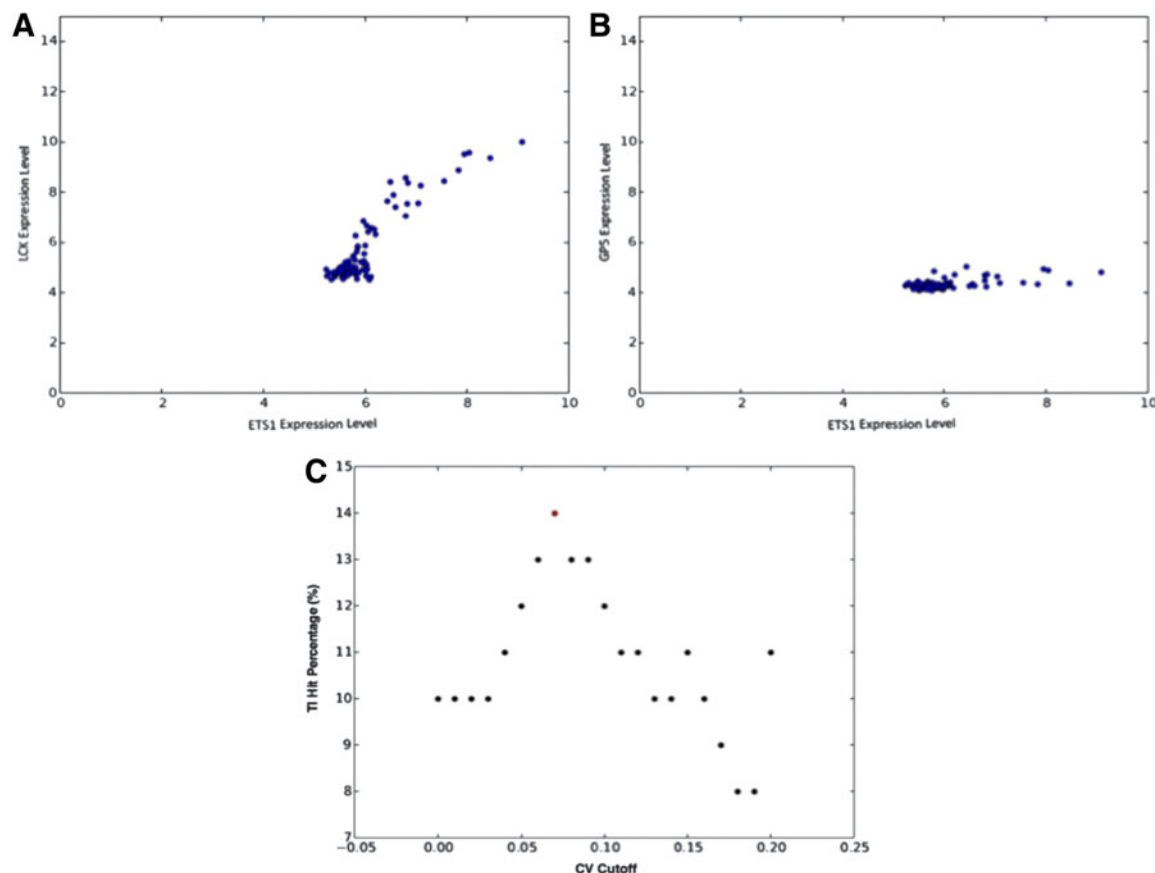 A
LCK Expression Level
14
12
10
8
6
4
2
0
0 2 4 6 8 10
ETS1 Expression Level
B
GP5 Expression Level
14
12
10
8
6
4
2
0
0 2 4 6 8 10
ETS1 Expression Level
C
TI Hit Percentage (%)
15
14
13
12
11
10
9
8
7
−0.05 0.00 0.05 0.10 0.15 0.20 0.25
CV Cutoff